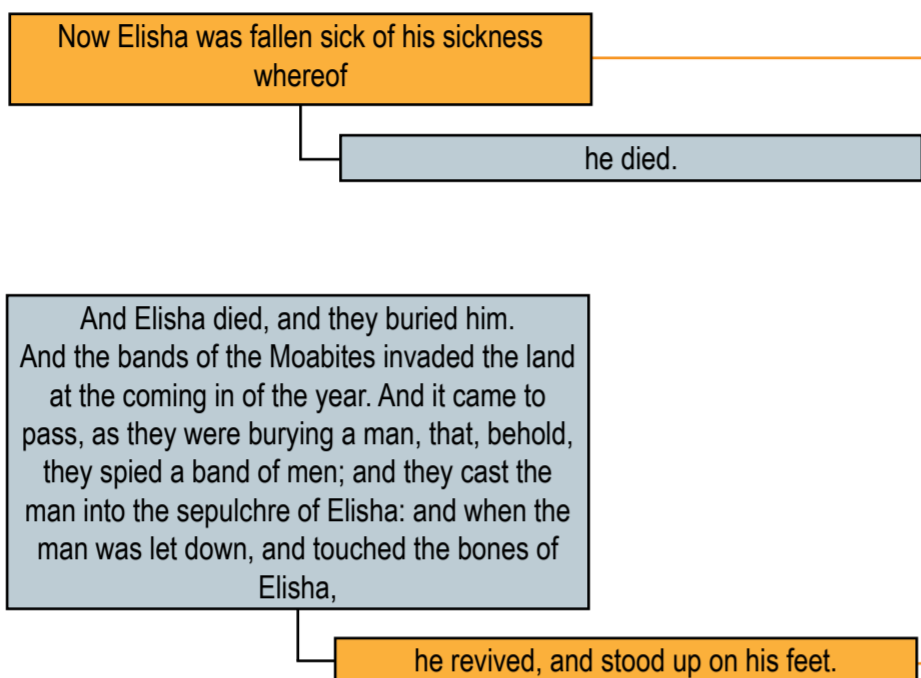 Now Elisha was fallen sick of his sickness
whereof
he died.
And Elisha died, and they buried him.
And the bands of the Moabites invaded the land
at the coming in of the year. And it came to
pass, as they were burying a man, that, behold,
they spied a band of men; and they cast the
man into the sepulchre of Elisha: and when the
man was let down, and touched the bones of
Elisha,
he revived, and stood up on his feet.